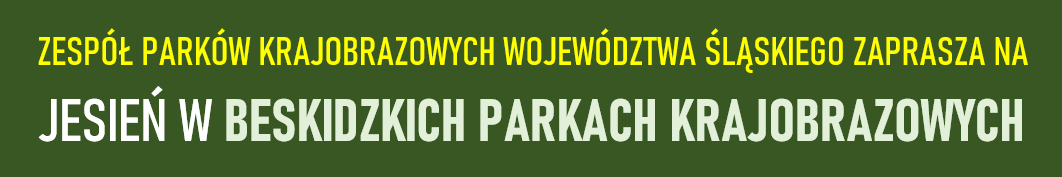 ZESPÓŁ PARKÓW KRAJOBRAZOWYCH WOJEWÓDZTWA ŚLĄSKIEGO ZAPRASZA NA
JESIEŃ W BESKIDZKICH PARKACH KRAJOBRAZOWYCH